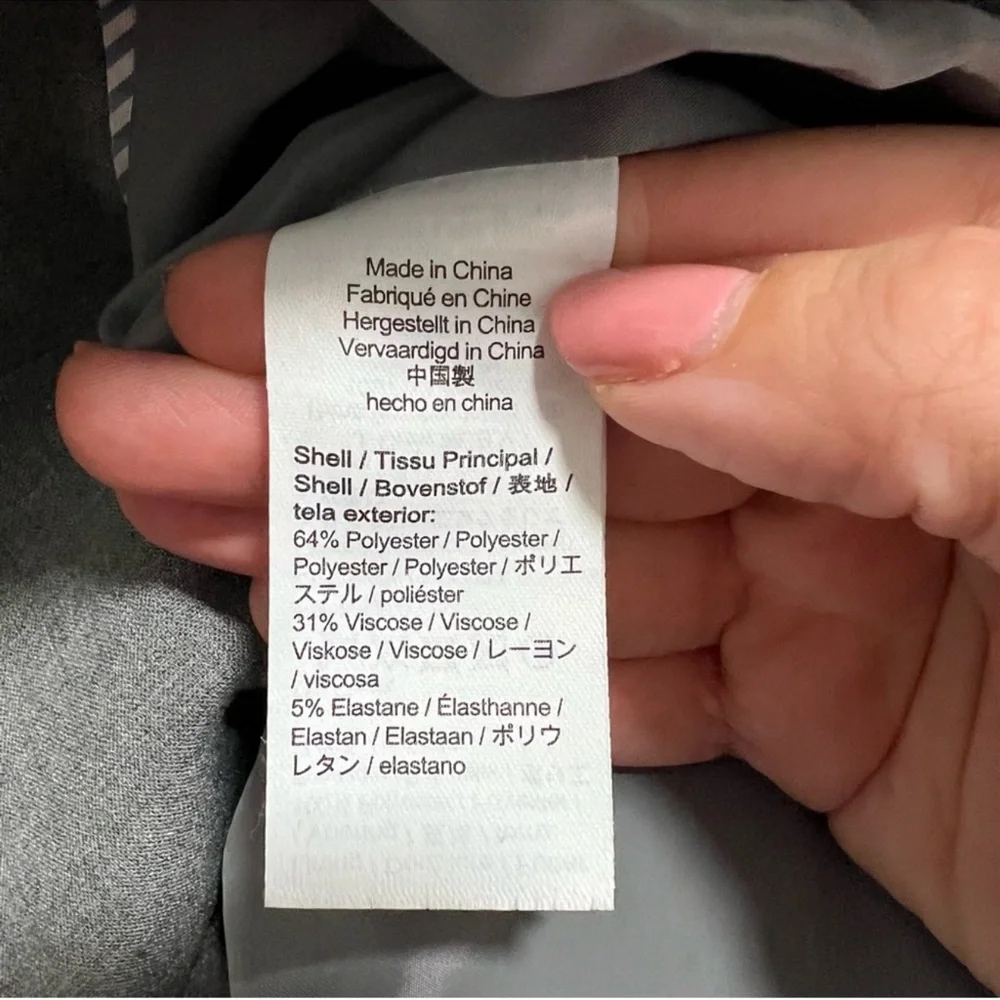 Made in China
Fabriqué en Chine
Hergestellt in China
Vervaardigd in China
中国製
hecho en china
Shell / Tissu Principal /
Shell / Bovenstof / 表地 /
tela exterior:
64% Polyester / Polyester /
Polyester / Polyester / ポリエ
ステル / poliéster
31% Viscose / Viscose /
Viskose / Viscose / レーヨン
/ viscosa
5% Elastane / Élasthanne /
Elastan / Elastaan / ポリウ
レタン / elastano